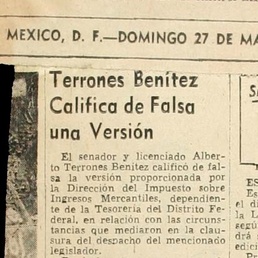 MEXICO, D. F.—DOMINGO 27 DE MA
Terrones Benítez
Califica de Falsa
una Versión
El senador y licenciado Alber-
to Terrones Benítez calificó de fal-
sa la versión proporcionada por
la Dirección del Impuesto sobre
Ingresos Mercantiles, dependien-
te de la Tesorería del Distrito Fe-
deral, en relación con las circuns-
tancias que mediaron en la clau-
sura del despacho del mencionado
legislador.